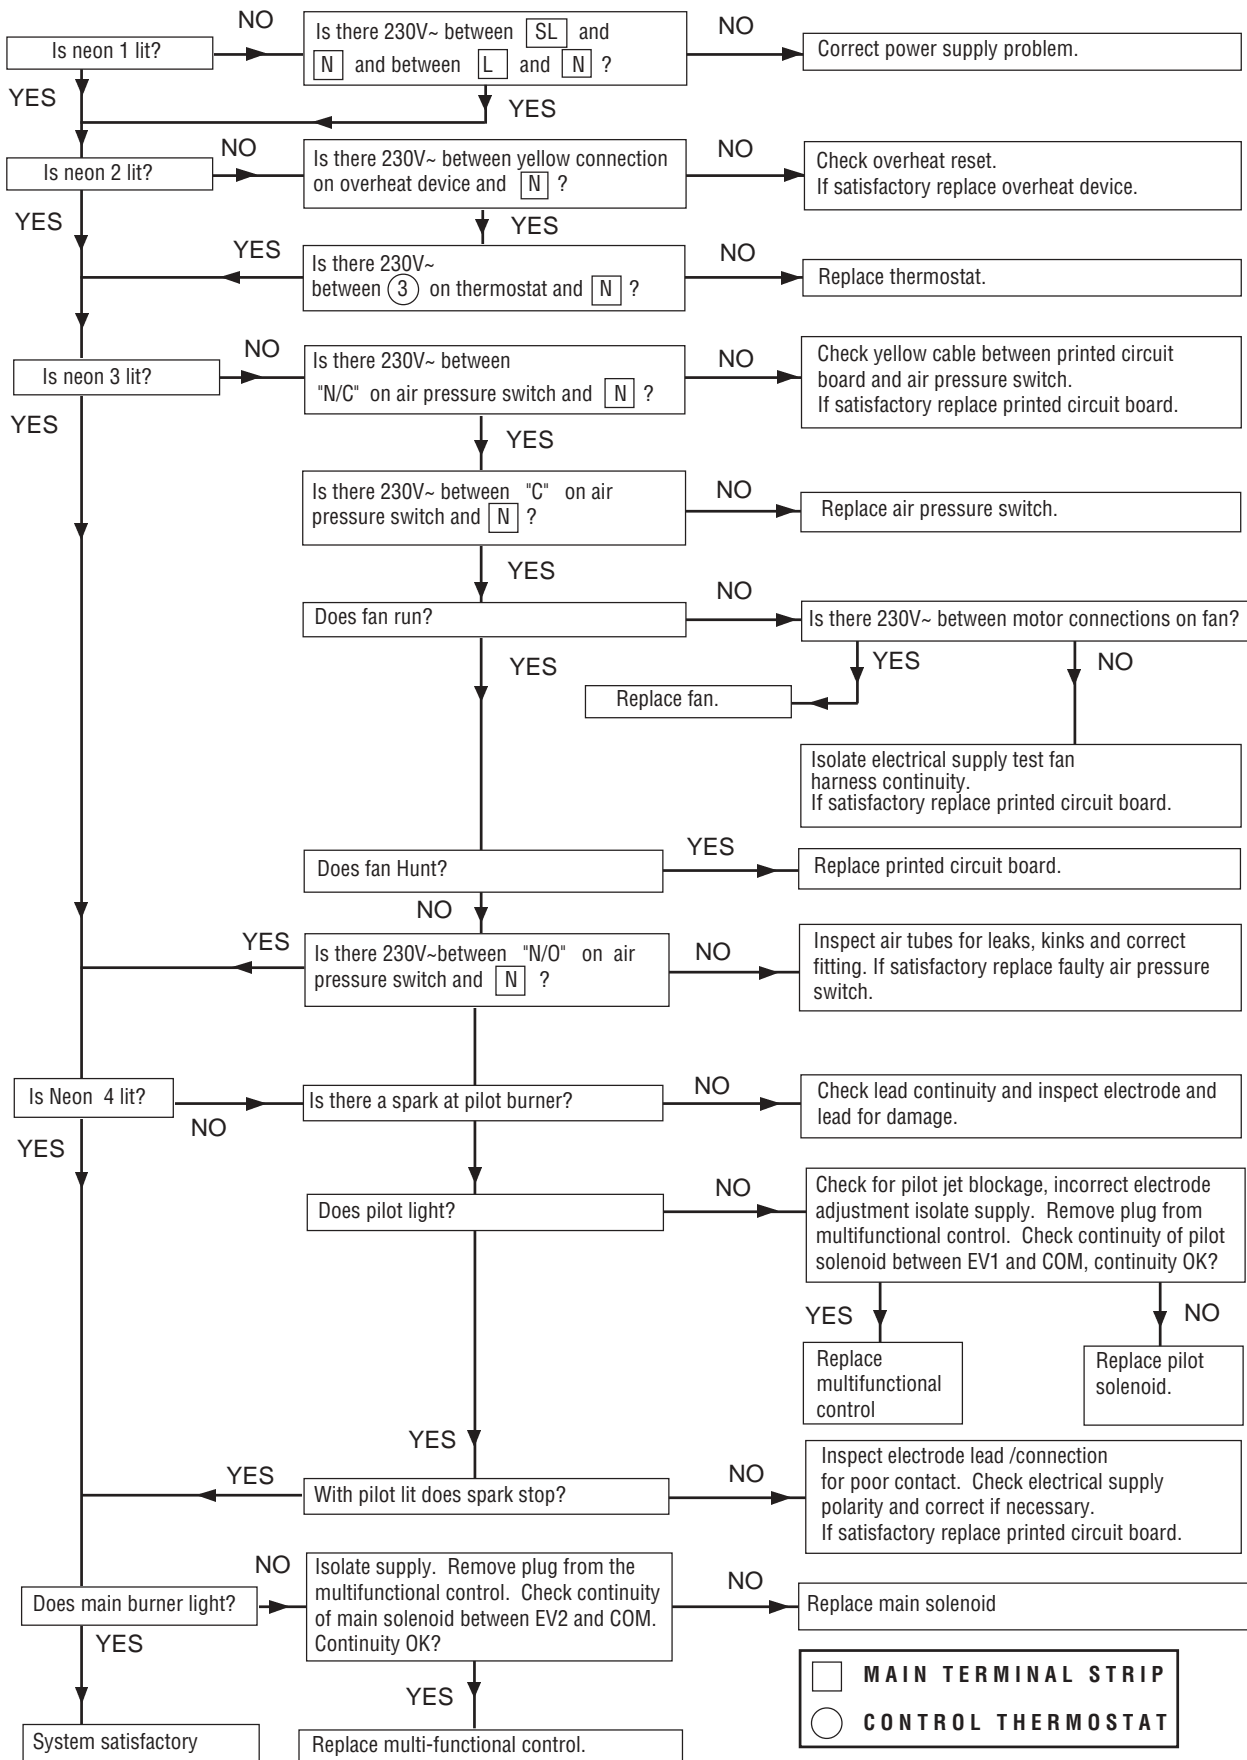 NO
NO
Is neon 1 lit?
Is there 230V~ between SL and
N and between L and N ?
Correct power supply problem.
YES
YES
NO
NO
Is neon 2 lit?
Is there 230V~ between yellow connection
on overheat device and N ?
Check overheat reset.
If satisfactory replace overheat device.
YES
YES
YES
NO
Is there 230V~
between 3 on thermostat and N ?
Replace thermostat.
NO
NO
Is neon 3 lit?
Is there 230V~ between
"N/C" on air pressure switch and N ?
Check yellow cable between printed circuit
board and air pressure switch.
If satisfactory replace printed circuit board.
YES
YES
NO
Is there 230V~ between "C" on air
pressure switch and N ?
Replace air pressure switch.
YES
NO
Does fan run?
Is there 230V~ between motor connections on fan?
YES
YES
NO
Replace fan.
Isolate electrical supply test fan
harness continuity.
If satisfactory replace printed circuit board.
YES
Does fan Hunt?
Replace printed circuit board.
NO
YES
NO
Is there 230V~between "N/O" on air
pressure switch and N ?
Inspect air tubes for leaks, kinks and correct
fitting. If satisfactory replace faulty air pressure
switch.
NO
Is Neon 4 lit?
Is there a spark at pilot burner?
Check lead continuity and inspect electrode and
lead for damage.
NO
YES
NO
Does pilot light?
Check for pilot jet blockage, incorrect electrode
adjustment isolate supply. Remove plug from
multifunctional control. Check continuity of pilot
solenoid between EV1 and COM, continuity OK?
YES
NO
Replace
multifunctional
control
Replace pilot
solenoid.
YES
YES
NO
With pilot lit does spark stop?
Inspect electrode lead /connection
for poor contact. Check electrical supply
polarity and correct if necessary.
If satisfactory replace printed circuit board.
NO
NO
Does main burner light?
Isolate supply. Remove plug from the
multifunctional control. Check continuity
of main solenoid between EV2 and COM.
Continuity OK?
Replace main solenoid
YES
YES
MAIN TERMINAL STRIP
CONTROL THERMOSTAT
System satisfactory
Replace multi-functional control.